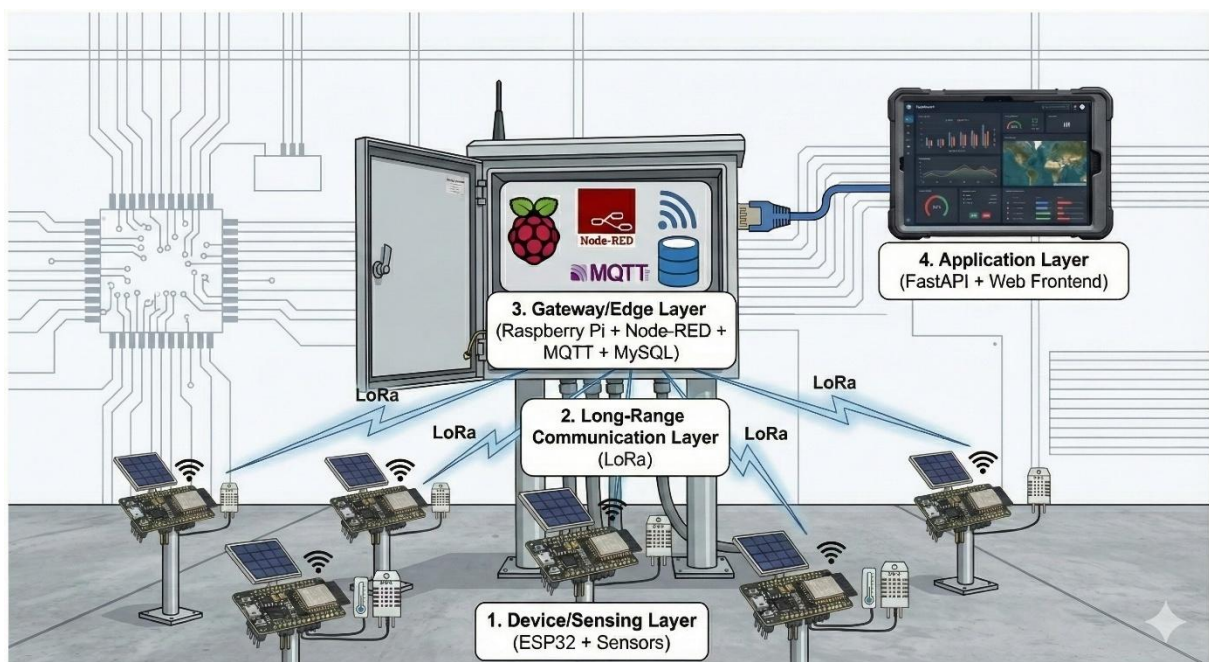 Node-RED
MQTT
3. Gateway/Edge Layer
(Raspberry Pi + Node-RED +
MQTT + MySQL)
4. Application Layer
(FastAPI + Web Frontend)
LoRa
LoRa
LoRa
LoRa
2. Long-Range
Communication Layer
(LoRa)
1. Device/Sensing Layer
(ESP32 + Sensors)